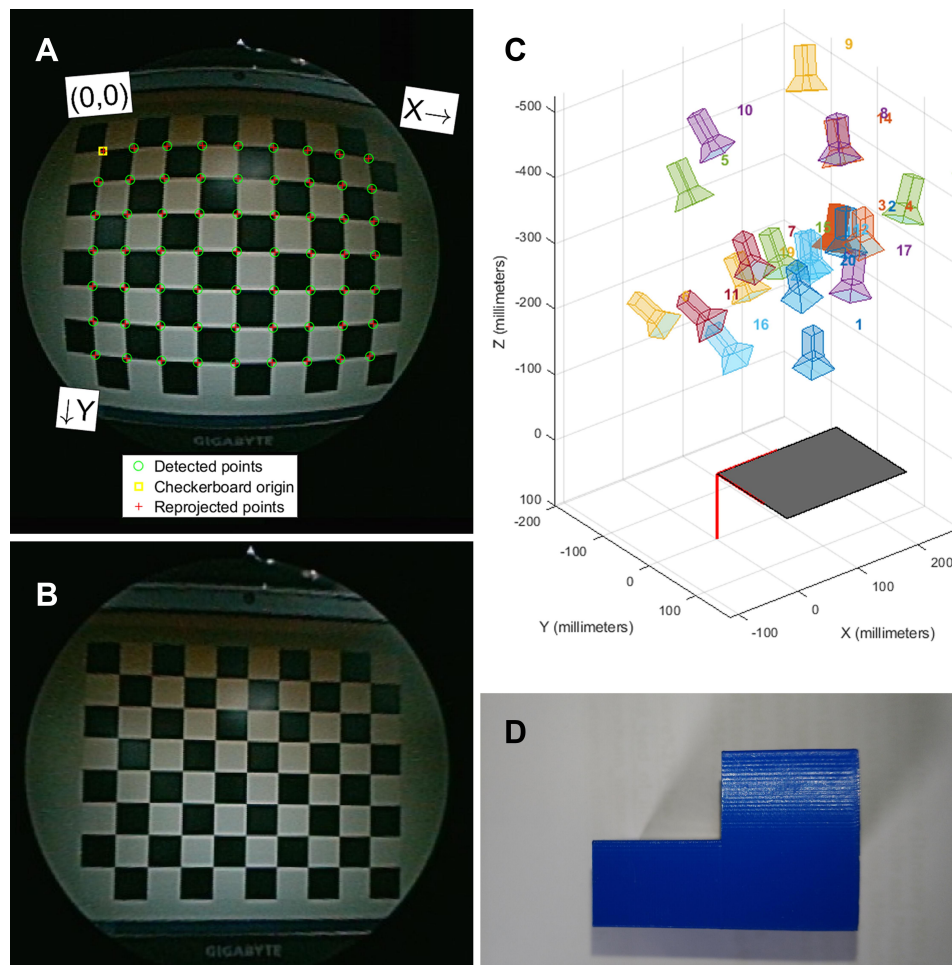 A
(0,0)
X→
↓Y
GIGABYTE
Detected points
Checkerboard origin
Reprojected points
B
GIGABYTE
C
9
10
8
14
5
3
2
4
7
15
17
19
20
11
16
1
-500
-400
-300
-200
-100
0
100
Z (millimeters)
-200
-100
0
100
Y (millimeters)
-100
0
100
200
X (millimeters)
D